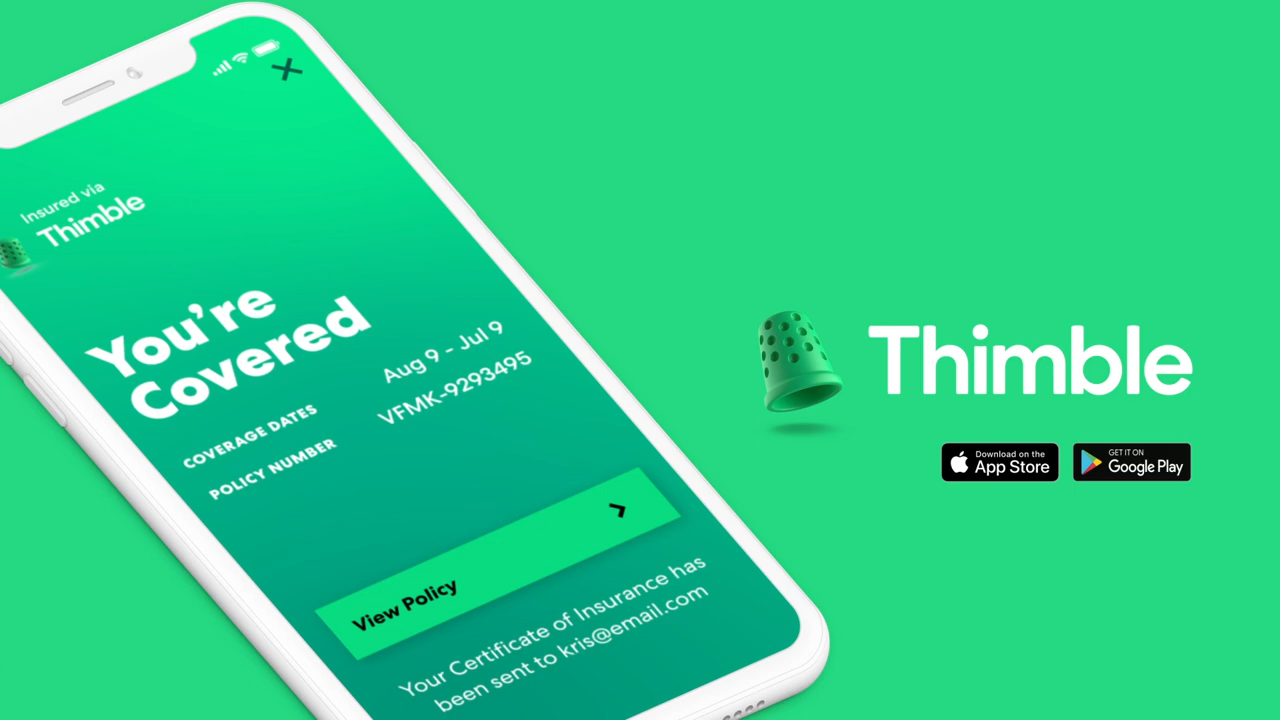 Insured via
Thimble
You're
Covered
COVERAGE DATES
Aug 9 - Jul 9
POLICY NUMBER
VFMK-9293495
View Policy
Your Certificate of Insurance has
been sent to kris@email.com
Thimble
Download on the
App Store
GET IT ON
Google Play